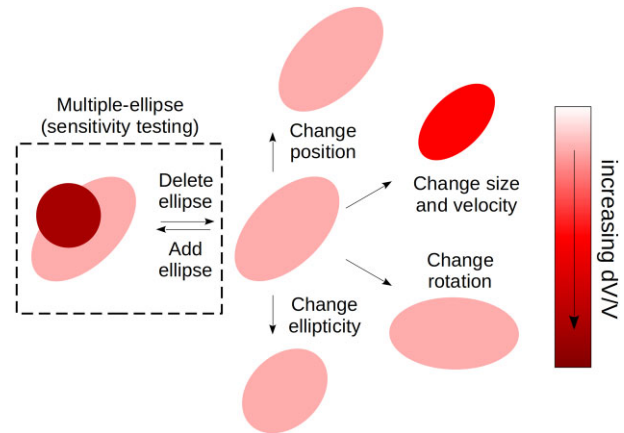 Multiple-ellipse
(sensitivity testing)
Delete
ellipse
Add
ellipse
Change
position
Change size
and velocity
Change
rotation
Change
ellipticity
increasing dV/V